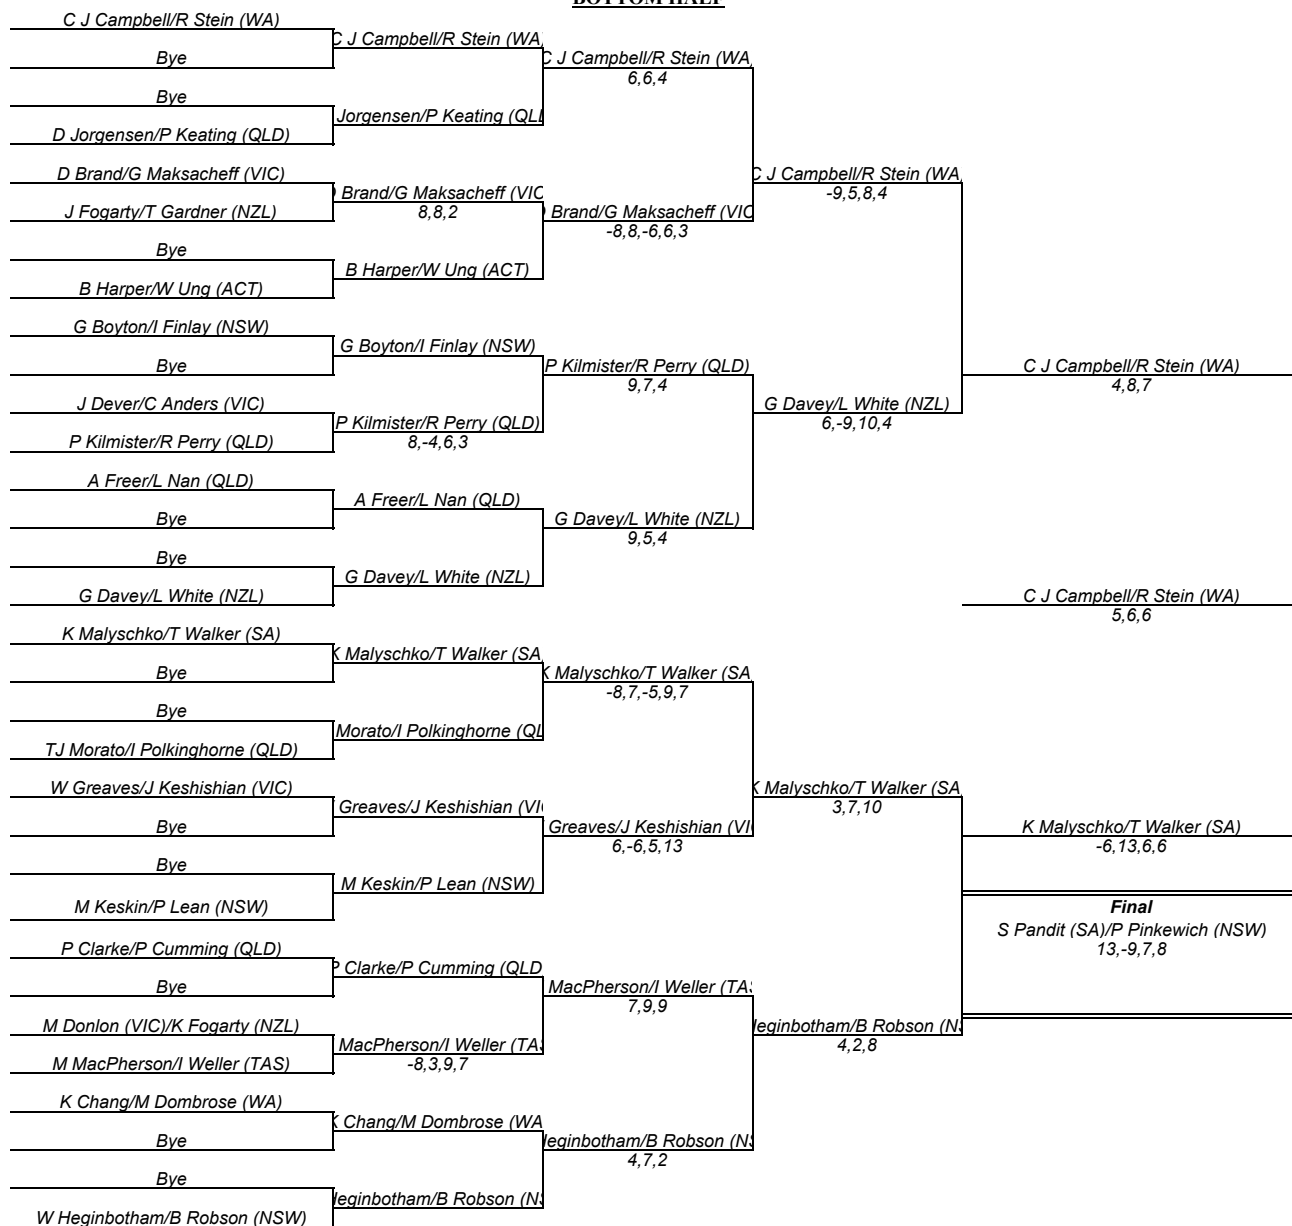 BOTTOM HALF
C J Campbell/R Stein (WA)
Bye
Bye
D Jorgensen/P Keating (QLD)
D Brand/G Maksacheff (VIC)
J Fogarty/T Gardner (NZL)
Bye
B Harper/W Ung (ACT)
G Boyton/I Finlay (NSW)
Bye
J Dever/C Anders (VIC)
P Kilmister/R Perry (QLD)
A Freer/L Nan (QLD)
Bye
Bye
G Davey/L White (NZL)
K Malyschko/T Walker (SA)
Bye
Bye
TJ Morato/I Polkinghorne (QLD)
W Greaves/J Keshishian (VIC)
Bye
Bye
M Keskin/P Lean (NSW)
P Clarke/P Cumming (QLD)
Bye
M Donlon (VIC)/K Fogarty (NZL)
M MacPherson/I Weller (TAS)
K Chang/M Dombrose (WA)
Bye
Bye
W Heginbotham/B Robson (NSW)
C J Campbell/R Stein (WA)
Jorgensen/P Keating (QLD
Brand/G Maksacheff (VIC
8,8,2
B Harper/W Ung (ACT)
G Boyton/I Finlay (NSW)
P Kilmister/R Perry (QLD)
8,-4,6,3
A Freer/L Nan (QLD)
G Davey/L White (NZL)
K Malyschko/T Walker (SA)
Morato/I Polkinghorne (QL
Greaves/J Keshishian (VI
M Keskin/P Lean (NSW)
P Clarke/P Cumming (QLD
MacPherson/I Weller (TA
-8,3,9,7
K Chang/M Dombrose (WA
Heginbotham/B Robson (NS
C J Campbell/R Stein (WA)
6,6,4
Brand/G Maksacheff (VIC
-8,8,-6,6,3
P Kilmister/R Perry (QLD)
9,7,4
G Davey/L White (NZL)
9,5,4
K Malyschko/T Walker (SA)
-8,7,-5,9,7
Greaves/J Keshishian (VI
6,-6,5,13
MacPherson/I Weller (TAS
7,9,9
Heginbotham/B Robson (NS
4,7,2
C J Campbell/R Stein (WA)
-9,5,8,4
G Davey/L White (NZL)
6,-9,10,4
K Malyschko/T Walker (SA)
3,7,10
Heginbotham/B Robson (NS
4,2,8
C J Campbell/R Stein (WA)
4,8,7
C J Campbell/R Stein (WA)
5,6,6
K Malyschko/T Walker (SA)
-6,13,6,6
Final
S Pandit (SA)/P Pinkewich (NSW)
13,-9,7,8